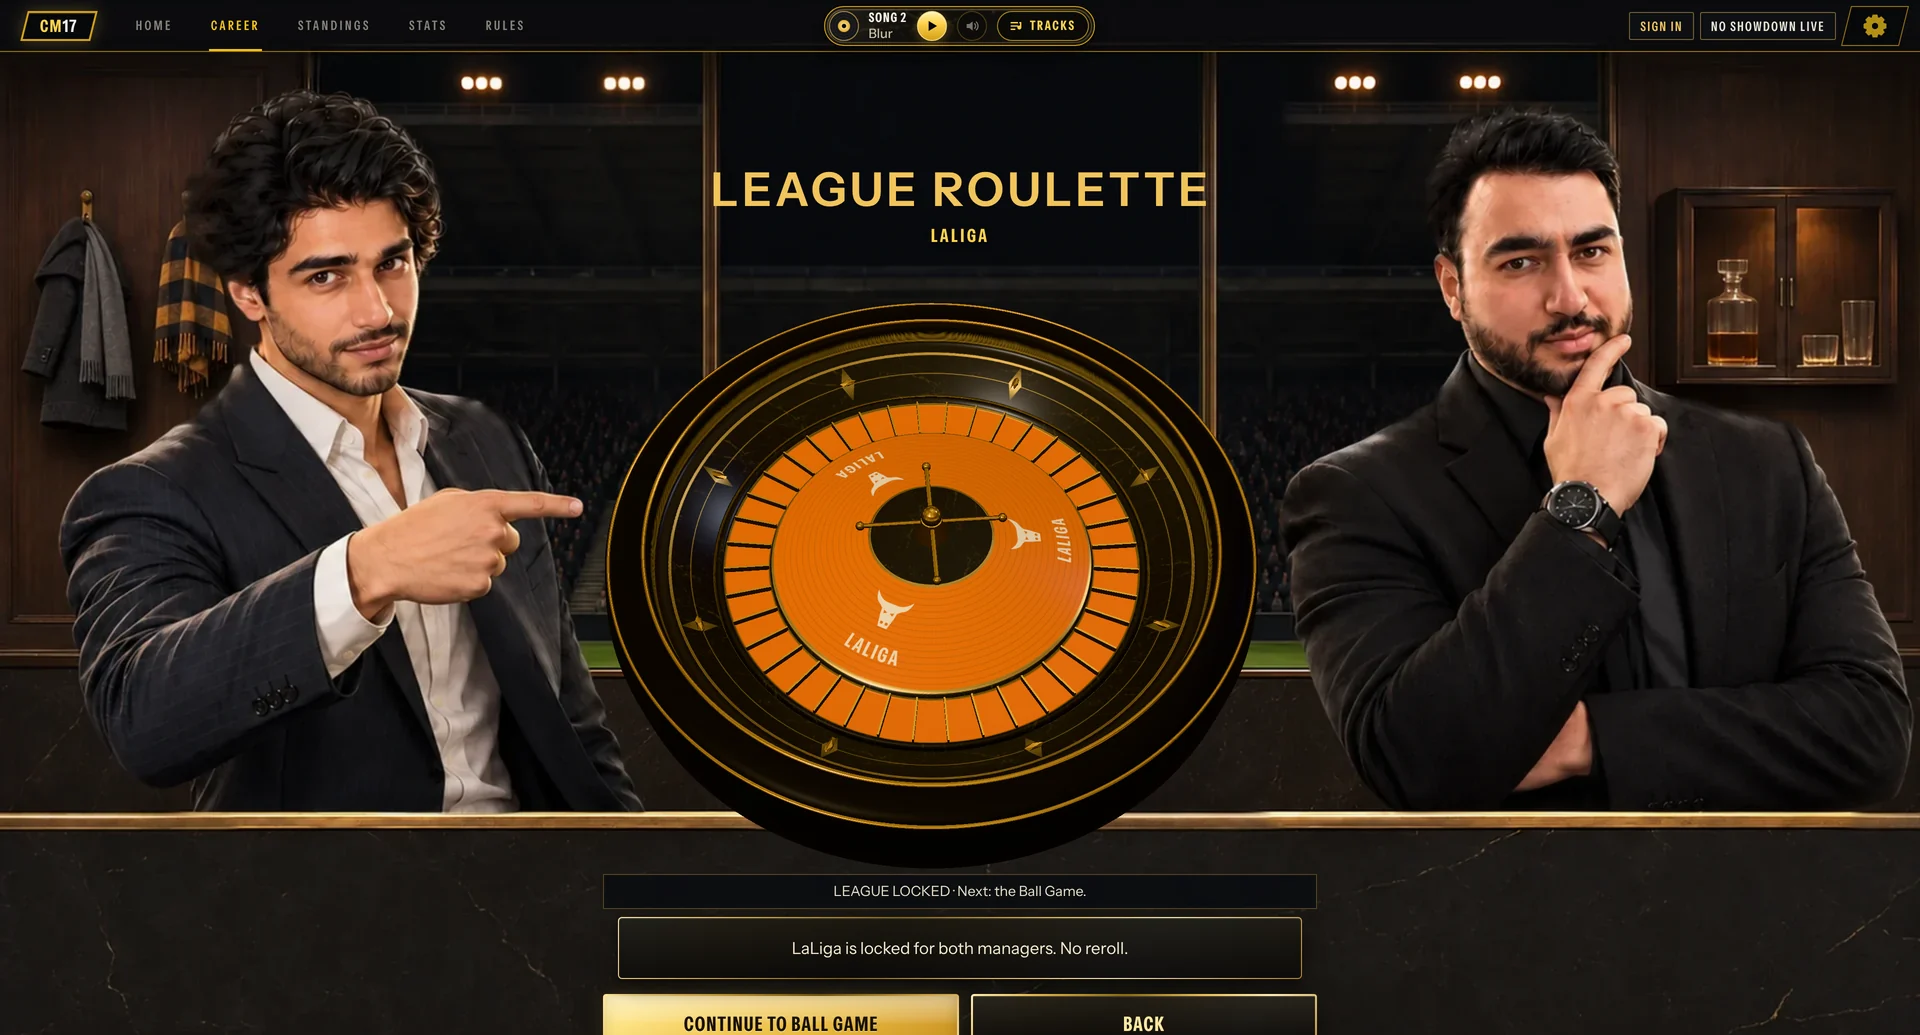 CM17
HOME
CAREER
STANDINGS
STATS
RULES
SONG 2
Blur
TRACKS
SIGN IN
NO SHOWDOWN LIVE
LEAGUE ROULETTE
LALIGA
LALIGA
LALIGA
LALIGA
LEAGUE LOCKED · Next: the Ball Game.
LaLiga is locked for both managers. No reroll.
CONTINUE TO BALL GAME
BACK